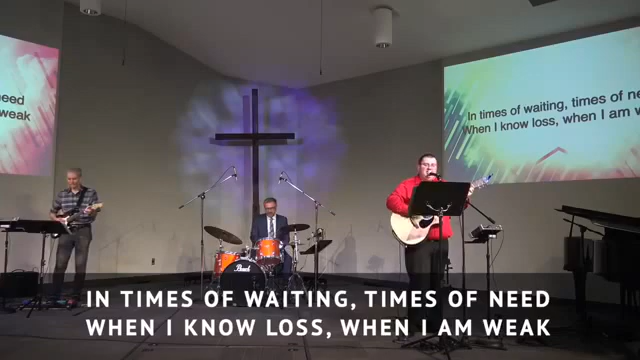 eed
weak
In times of waiting, times of ne
When I know loss, when I am w
Pearl
IN TIMES OF WAITING, TIMES OF NEED
WHEN I KNOW LOSS, WHEN I AM WEAK